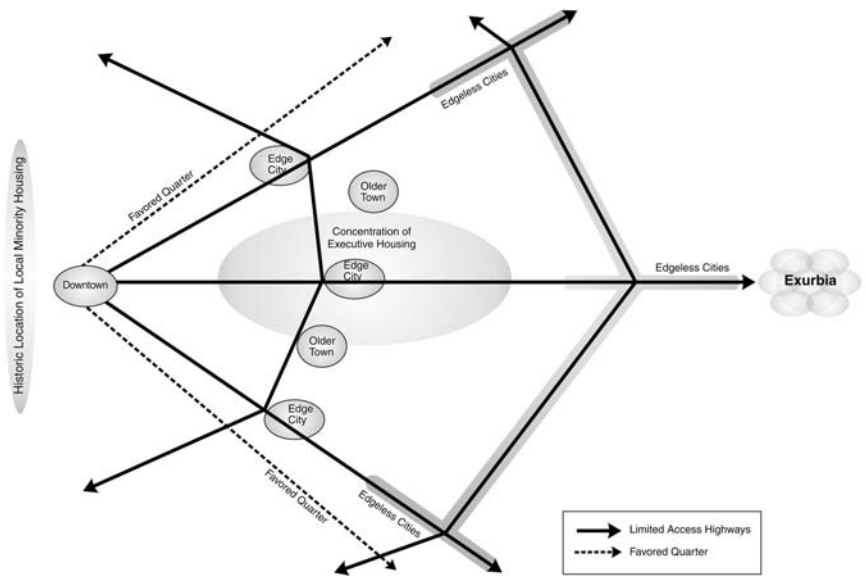 Edgeless Cities
Edge
City
Favored Quarter
Older
Town
Historic Location of Local Minority Housing
Concentration of
Executive Housing
Downtown
Edge
City
Edgeless Cities
Exurbia
Older
Town
Edge
City
Favored Quarter
Edgeless Cities
Limited Access Highways
Favored Quarter